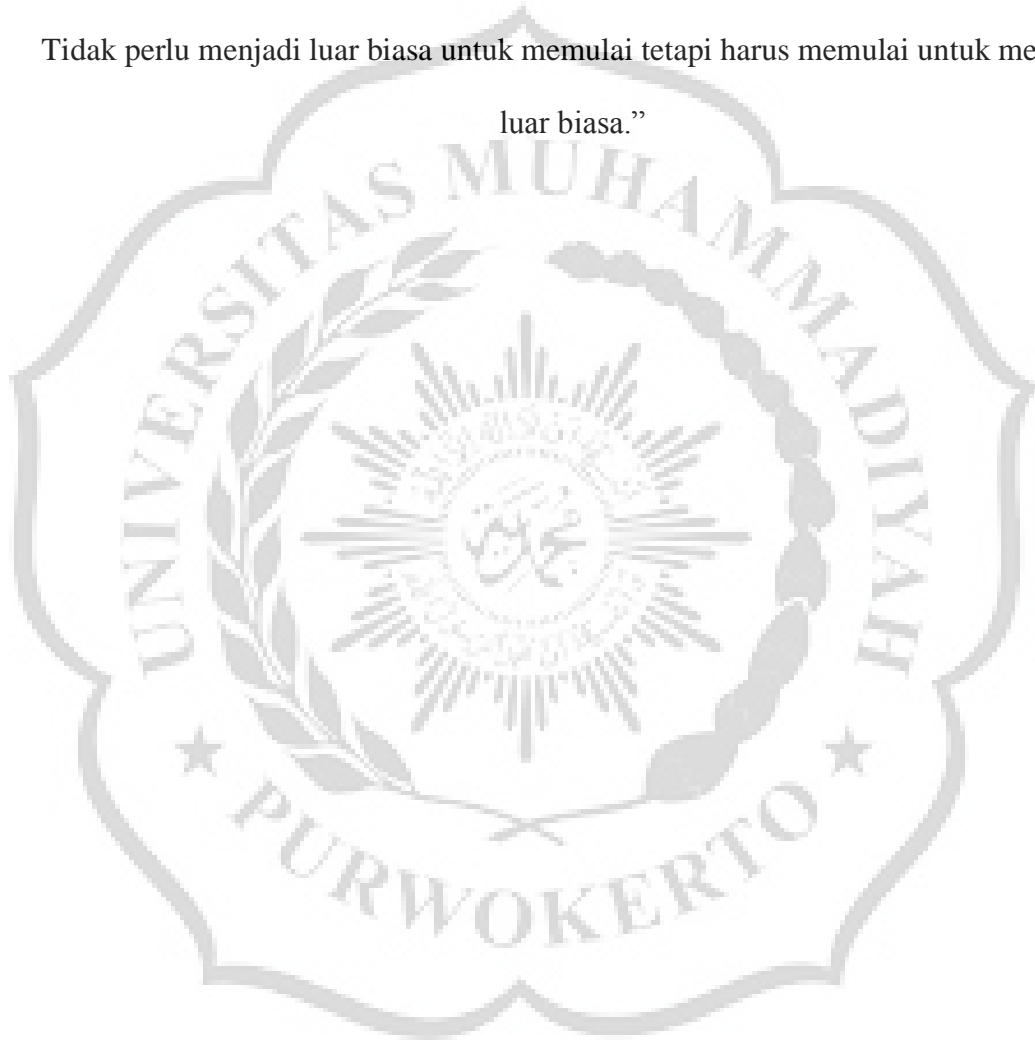 Tidak perlu menjadi luar biasa untuk memulai tetapi harus memulai untuk me
luar biasa.”
UNIVERSITAS MUHAMMADIYAH
★ PURWOKERTO ★